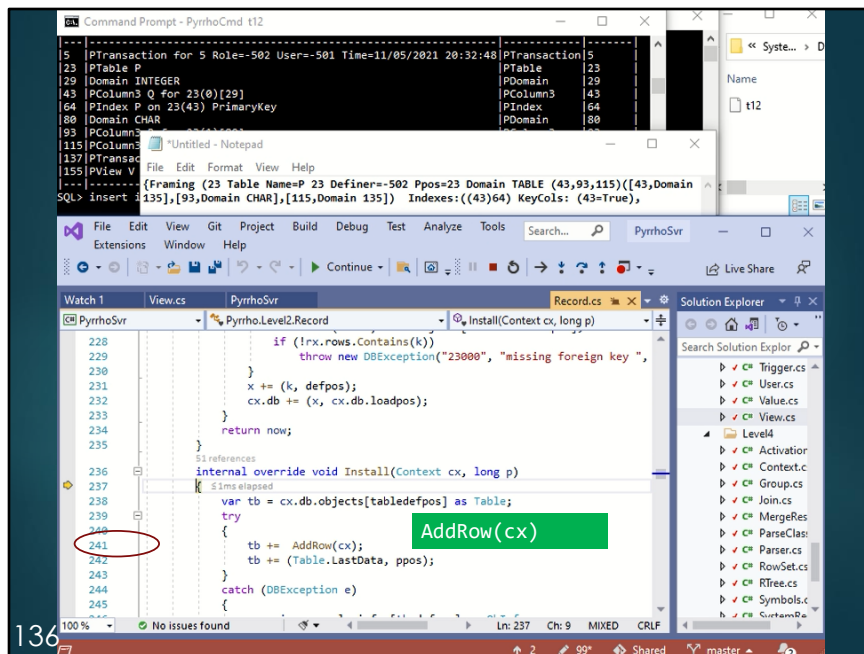 Command Prompt - PyrrhoCmd t12
|---|----------------------------------------------------------------|------------|------|
|5 |PTransaction for 5 Role=-502 User=-501 Time=11/05/2021 20:32:48|PTransaction|5
|23 |PTable P |PTable |23
|29 |Domain INTEGER |PDomain |29
|43 |PColumn3 Q for 23(0)[29] |PColumn3 |43
|64 |PIndex P on 23(43) PrimaryKey |PIndex |64
|80 |Domain CHAR |PDomain |80
|93
|115|PColumn3
|137|PTransac
|155|PView V
SQL> insert i
« Syste... › D
Name
t12
*Untitled - Notepad
File Edit Format View Help
{Framing (23 Table Name=P 23 Definer=-502 Ppos=23 Domain TABLE (43,93,115)([43,Domain
135],[93,Domain CHAR],[115,Domain 135]) Indexes:((43)64) KeyCols: (43=True),
File Edit View Git Project Build Debug Test Analyze Tools
Extensions Window Help
Search...
PyrrhoSvr
Continue
Live Share
Watch 1 View.cs PyrrhoSvr Record.cs
PyrrhoSvr Pyrrho.Level2.Record Install(Context cx, long p)
228 if (!rx.rows.Contains(k))
229 throw new DBException("23000", "missing foreign key ",
230 }
231 x += (k, defpos);
232 cx.db += (x, cx.db.loadpos);
233 }
234 return now;
235 }
51 references
236 internal override void Install(Context cx, long p)
237 { ≤1ms elapsed
238 var tb = cx.db.objects[tabledefpos] as Table;
239 try
240 {
241 tb += AddRow(cx);
242 tb += (Table.LastData, ppos);
243 }
244 catch (DBException e)
245 {
AddRow(cx)
100 % No issues found Ln: 237 Ch: 9 MIXED CRLF
Solution Explorer
Search Solution Explor
C# Trigger.cs
C# User.cs
C# Value.cs
C# View.cs
Level4
C# Activation
C# Context.c
C# Group.cs
C# Join.cs
C# MergeRes
C# ParseClass
C# Parser.cs
C# RowSet.cs
C# RTree.cs
C# Symbols.c
2 99* Shared master
136